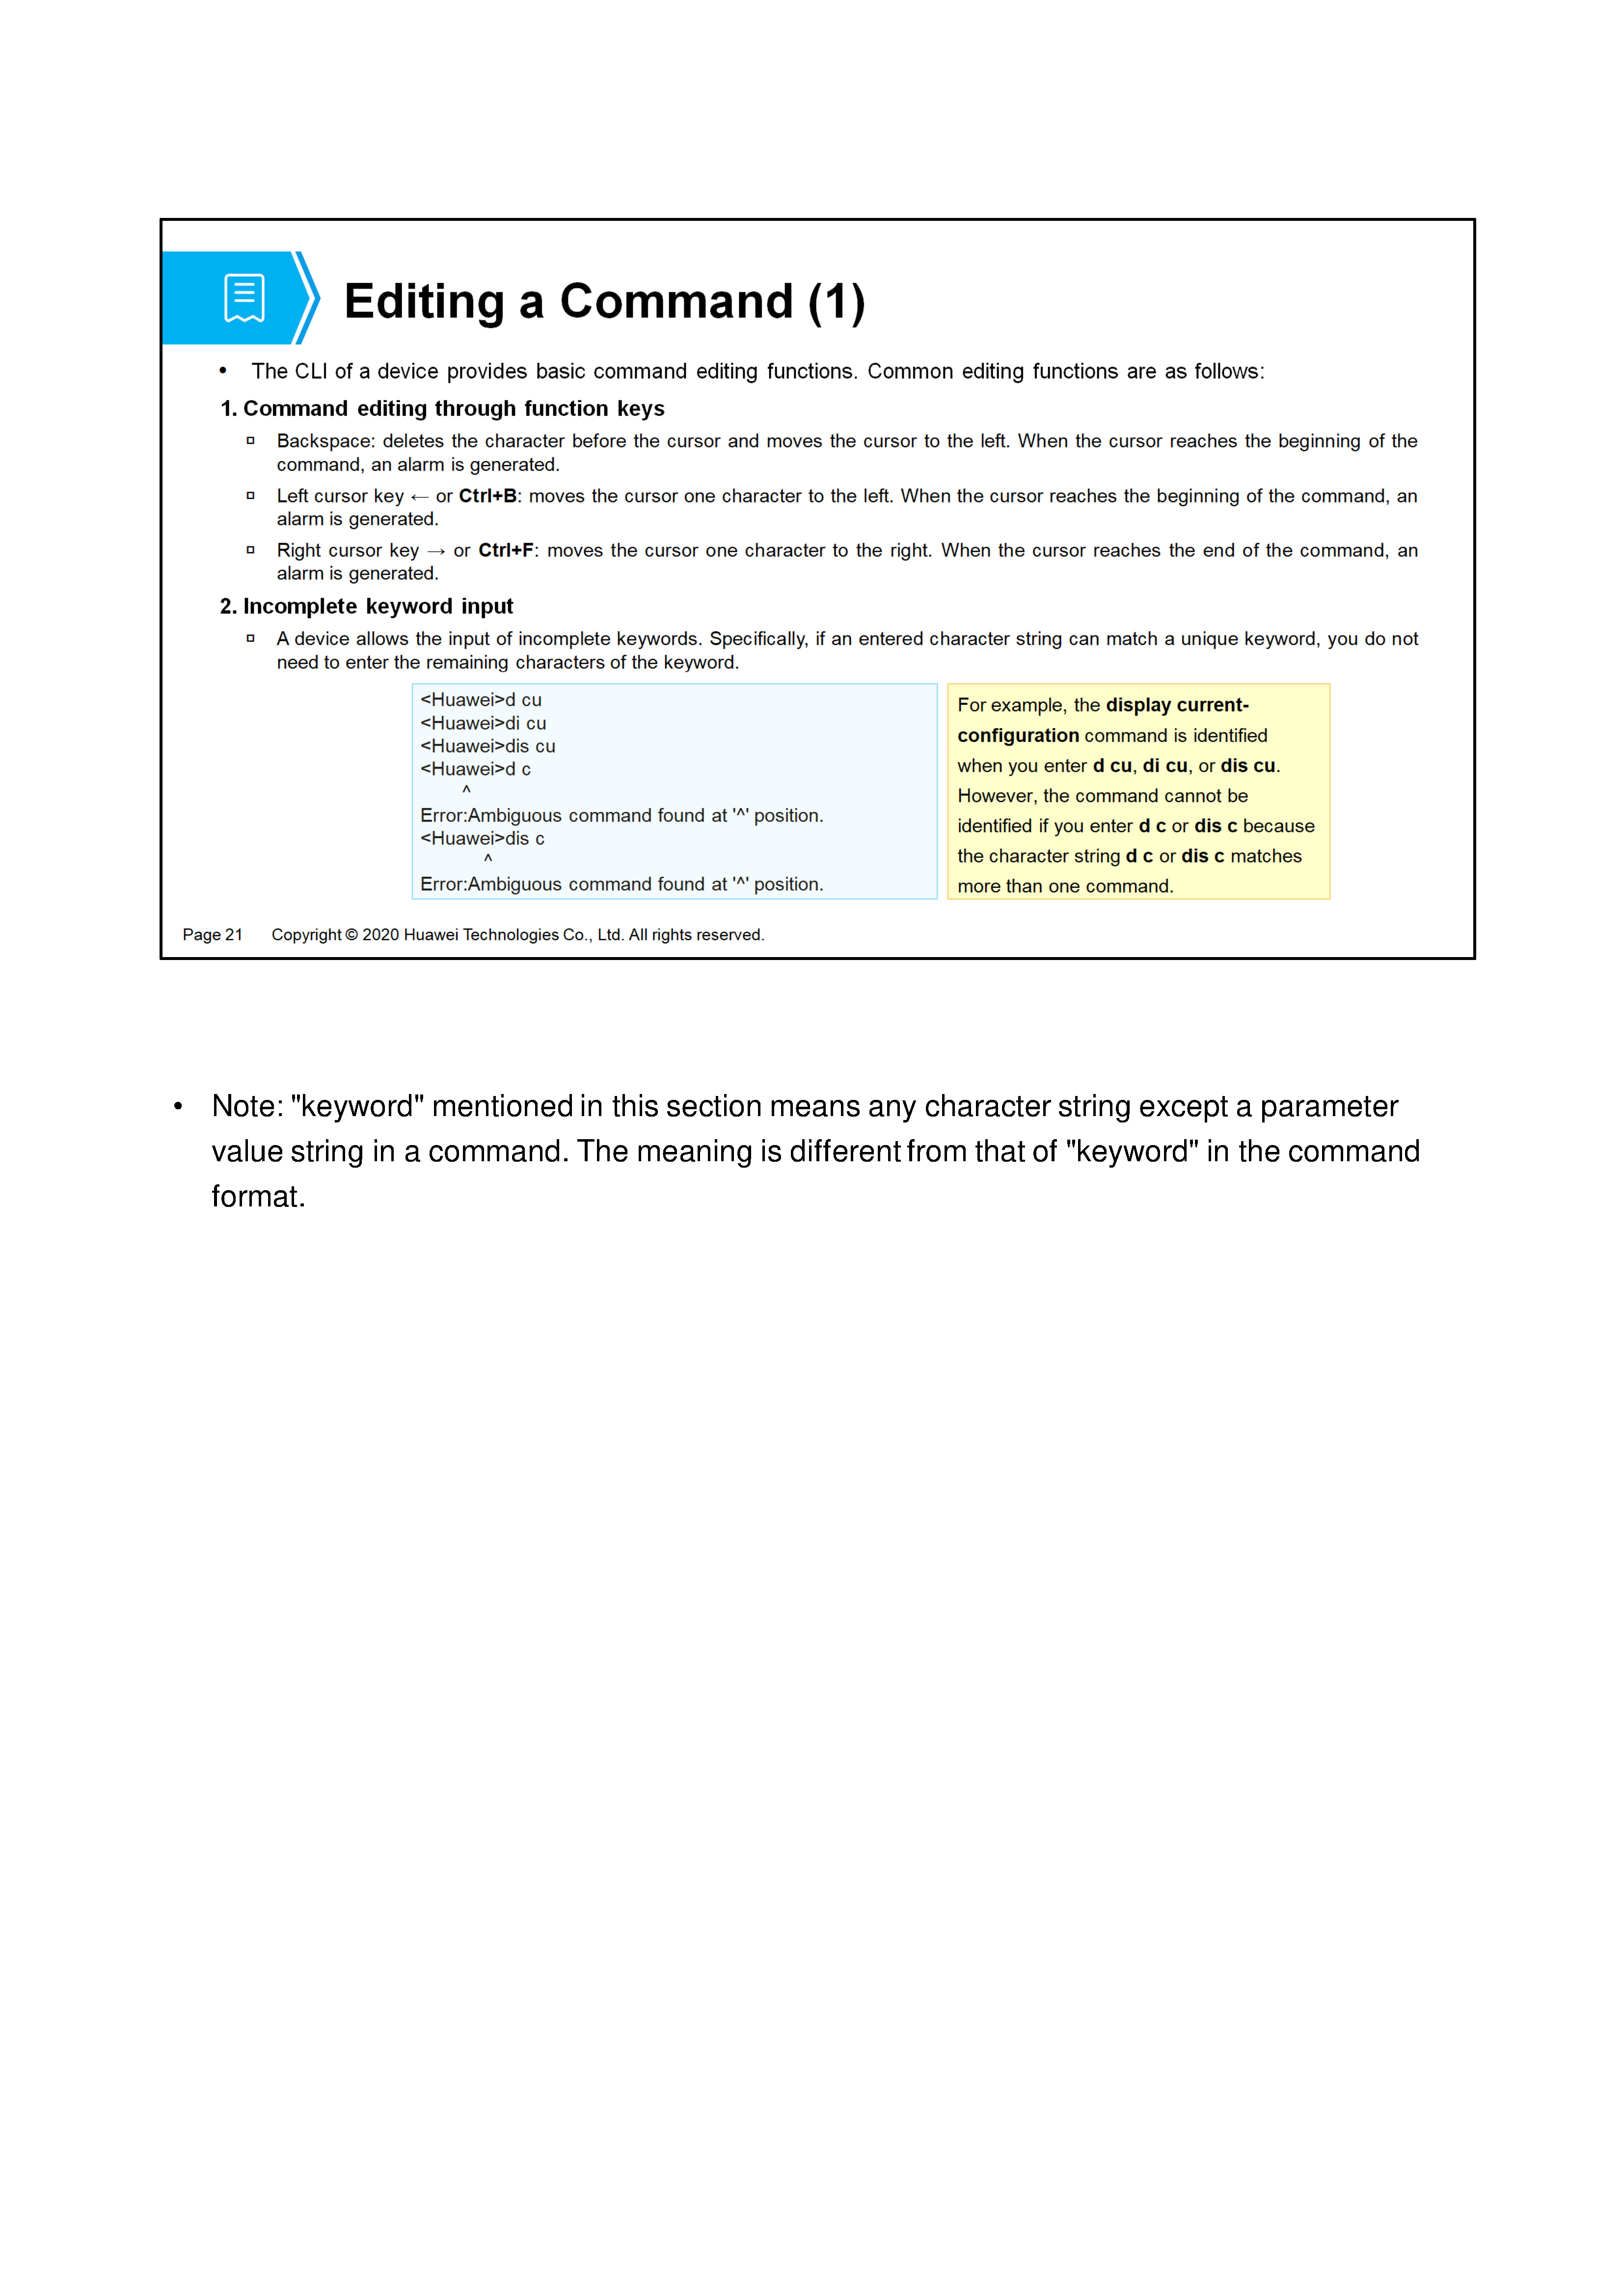 Editing a Command (1)
• The CLI of a device provides basic command editing functions. Common editing functions are as follows:
1. Command editing through function keys
▫ Backspace: deletes the character before the cursor and moves the cursor to the left. When the cursor reaches the beginning of the
command, an alarm is generated.
▫ Left cursor key ← or Ctrl+B: moves the cursor one character to the left. When the cursor reaches the beginning of the command, an
alarm is generated.
▫ Right cursor key → or Ctrl+F: moves the cursor one character to the right. When the cursor reaches the end of the command, an
alarm is generated.
2. Incomplete keyword input
▫ A device allows the input of incomplete keywords. Specifically, if an entered character string can match a unique keyword, you do not
need to enter the remaining characters of the keyword.
<Huawei>d cu
<Huawei>di cu
<Huawei>dis cu
<Huawei>d c
^
Error:Ambiguous command found at '^' position.
<Huawei>dis c
^
Error:Ambiguous command found at '^' position.
For example, the display current-
configuration command is identified
when you enter d cu, di cu, or dis cu.
However, the command cannot be
identified if you enter d c or dis c because
the character string d c or dis c matches
more than one command.
Page 21 Copyright © 2020 Huawei Technologies Co., Ltd. All rights reserved.
• Note: "keyword" mentioned in this section means any character string except a parameter
value string in a command. The meaning is different from that of "keyword" in the command
format.